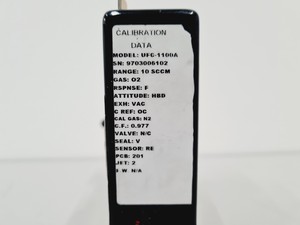 CALIBRATION
DATA
MODEL: UFC-1100A
SN: 9703006102
RANGE: 10 SCCM
GAS: O2
RSPNSE: F
ATTITUDE: HBD
EXH: VAC
C REF: 0C
CAL GAS: N2
C.F.: 0.977
VALVE: N/C
SEAL: V
SENSOR: RE
PCB: 201
JET: 2
F.W. N/A